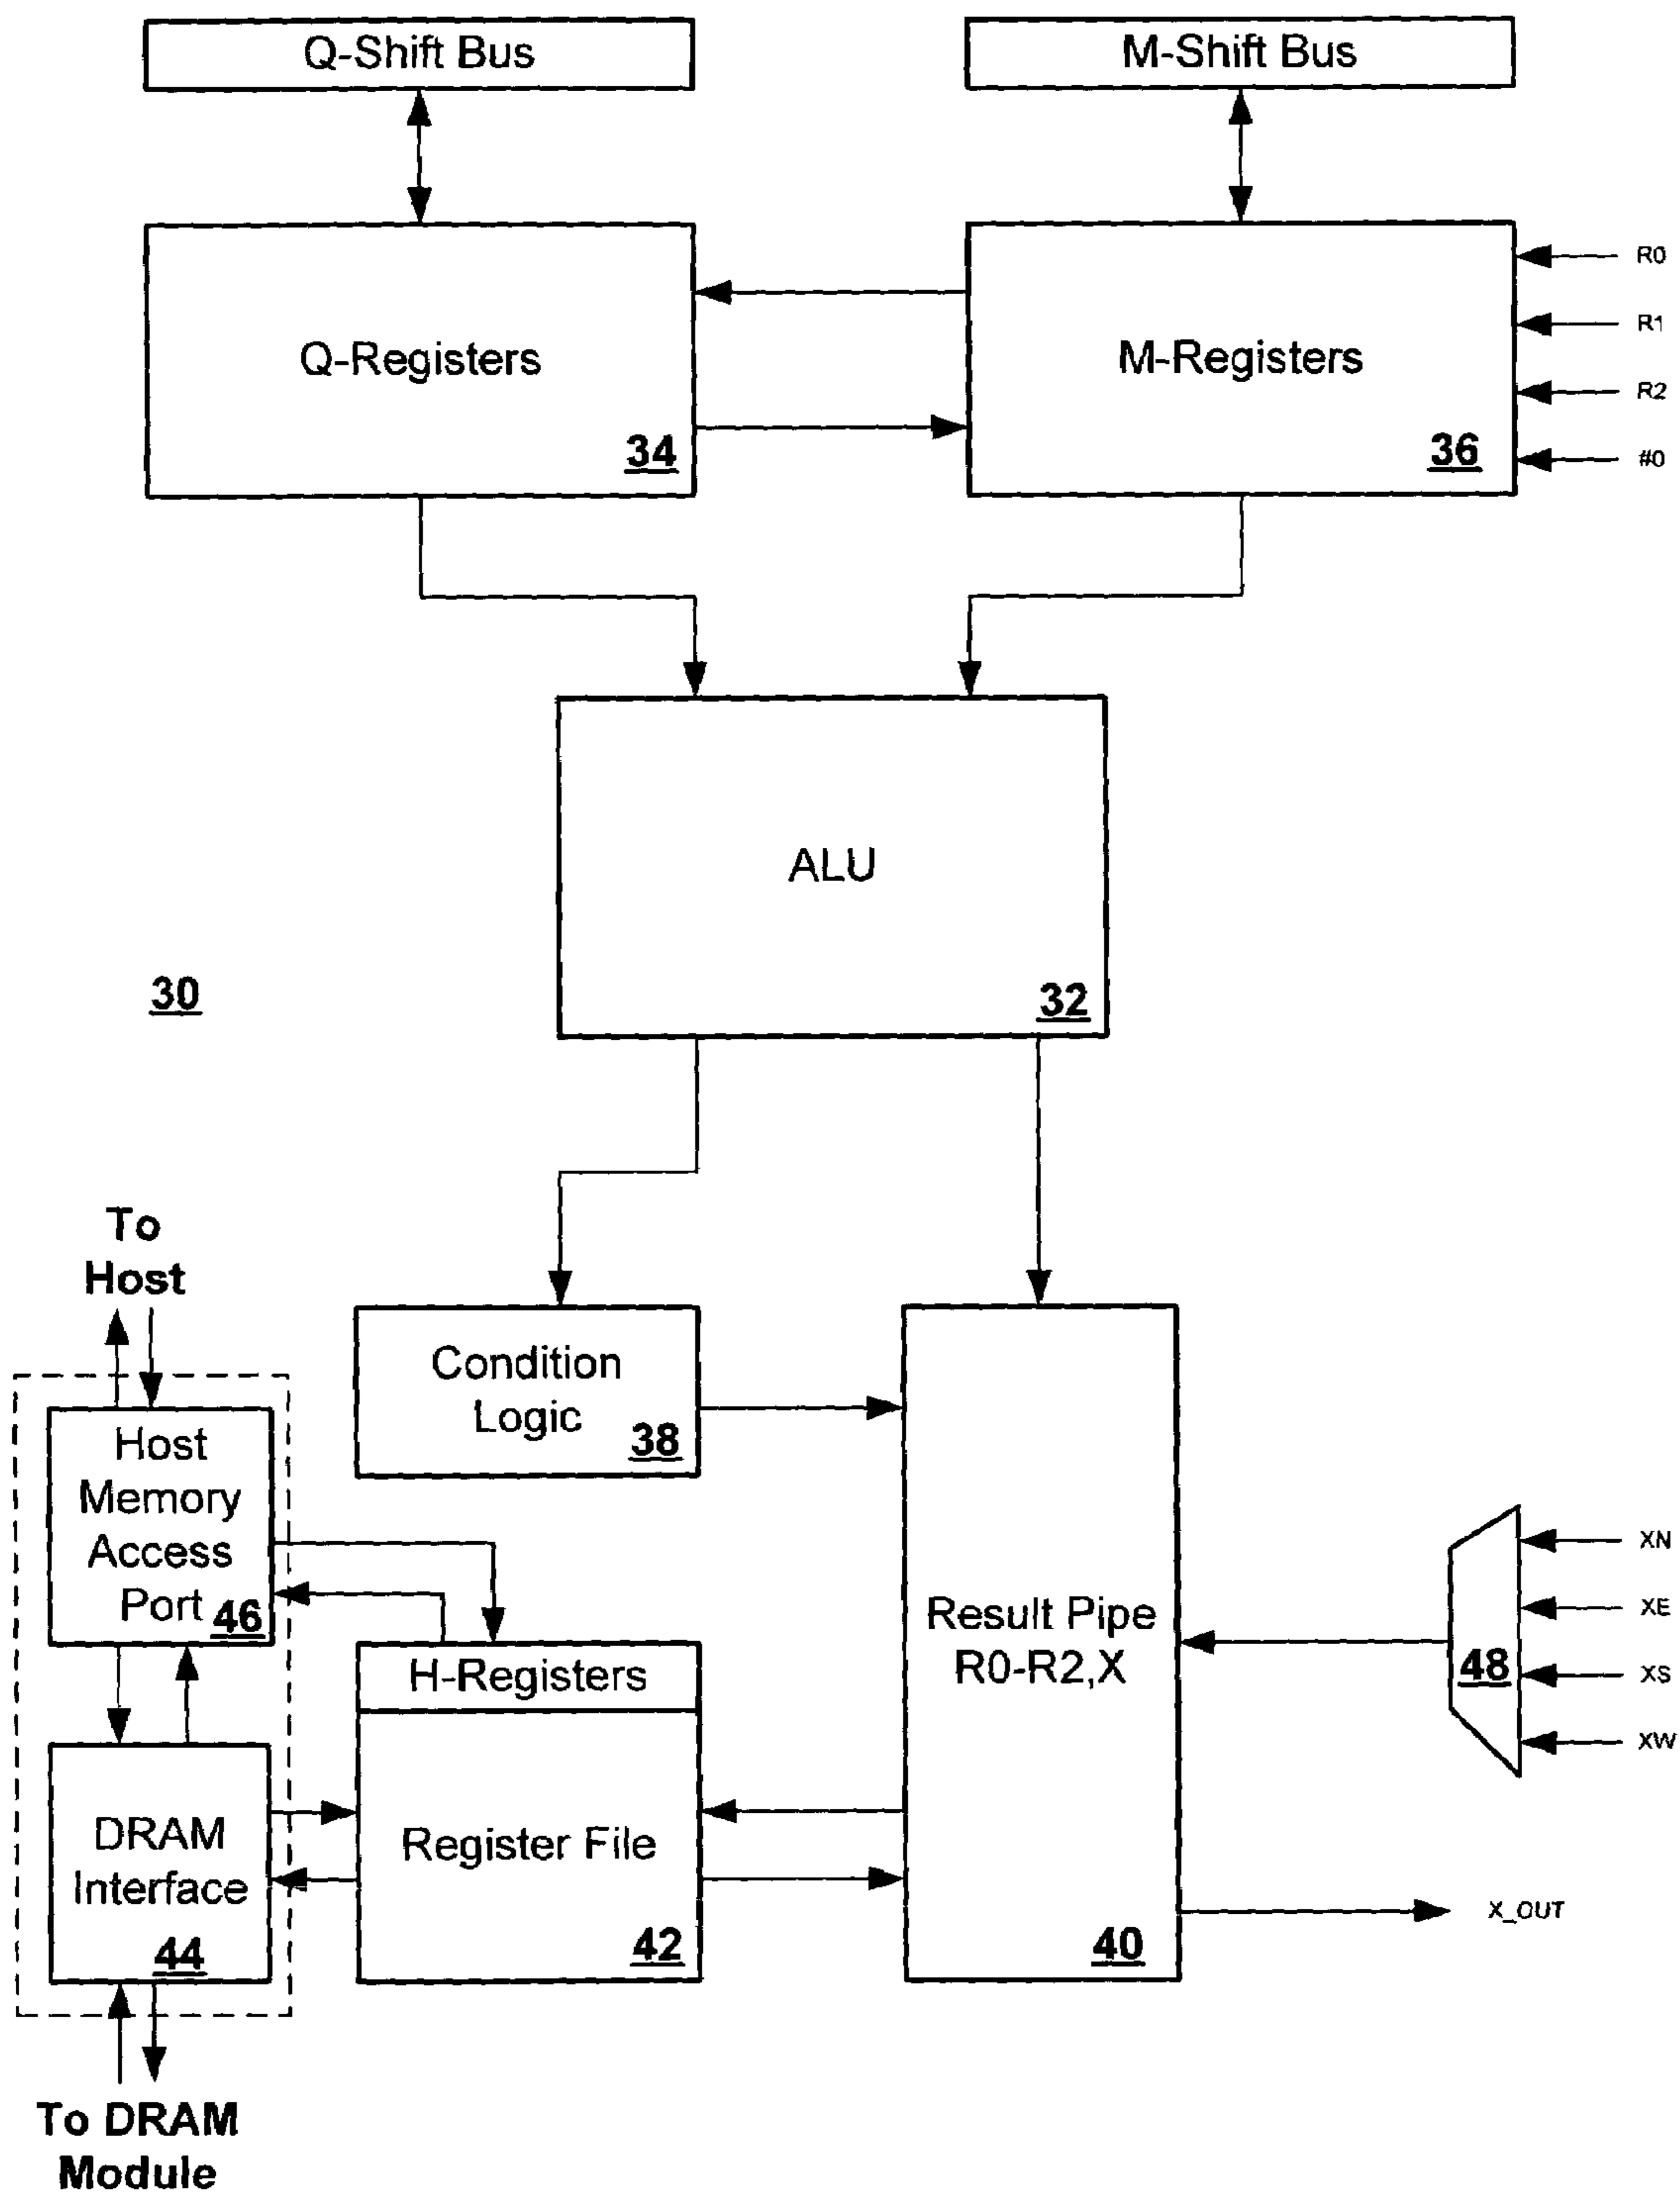 Q-Shift Bus
M-Shift Bus
Q-Registers
34
M-Registers
36
R0
R1
R2
#0
ALU
32
30
To
Host
Condition
Logic
38
Host
Memory
Access
Port
46
H-Registers
Register File
42
DRAM
Interface
44
Result Pipe
R0-R2,X
40
48
XN
XE
XS
XW
X_OUT
To DRAM
Module